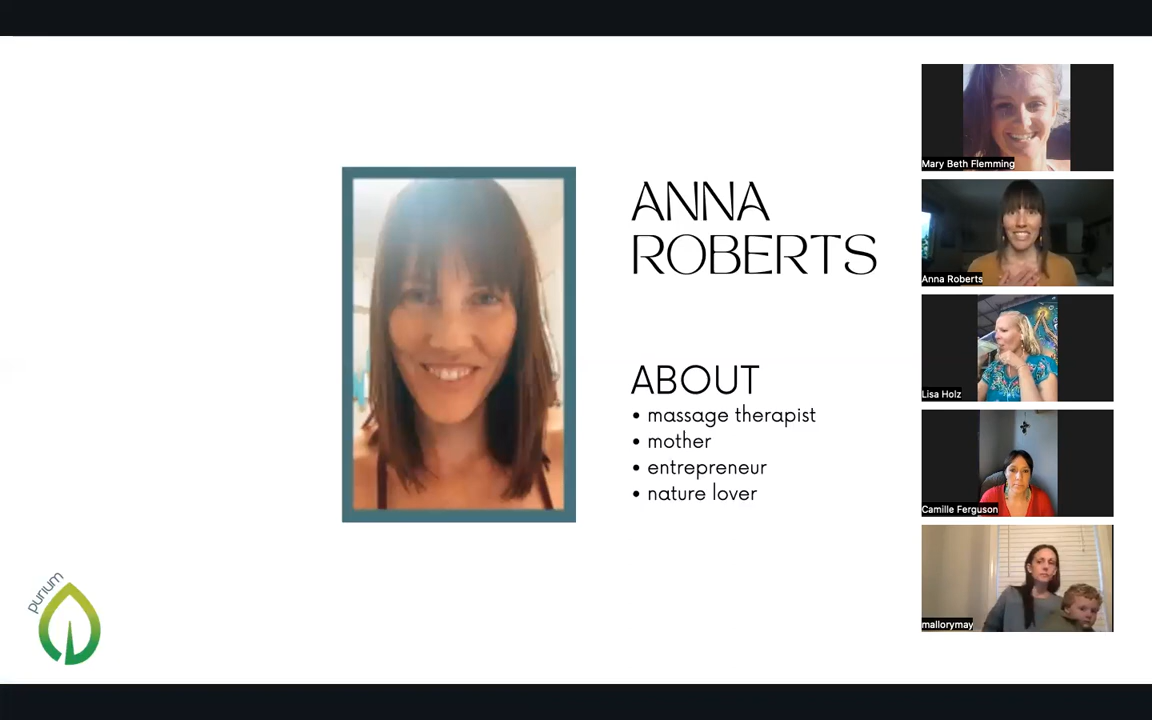 ANNA
ROBERTS
ABOUT
• massage therapist
• mother
• entrepreneur
• nature lover
purium
Mary Beth Flemming
Anna Roberts
Lisa Holz
Camille Ferguson
mallorymay